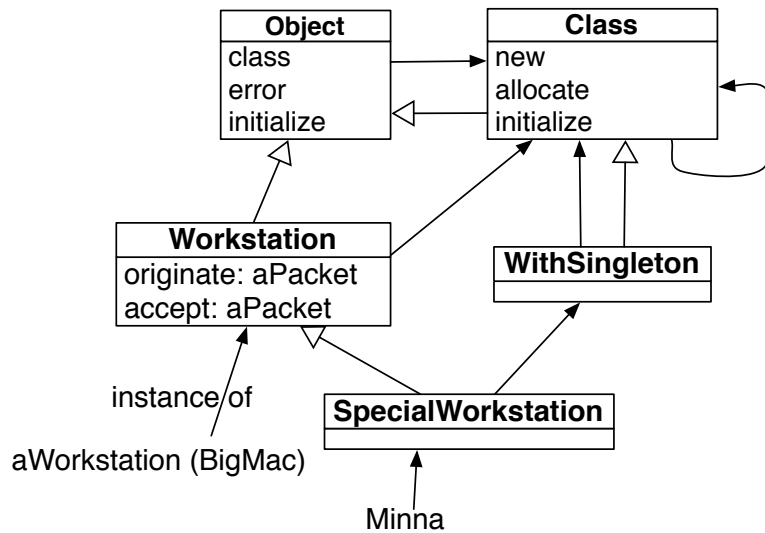 Object
class
error
initialize
Class
new
allocate
initialize
Workstation
originate: aPacket
accept: aPacket
WithSingleton
instance of
SpecialWorkstation
aWorkstation (BigMac)
Minna